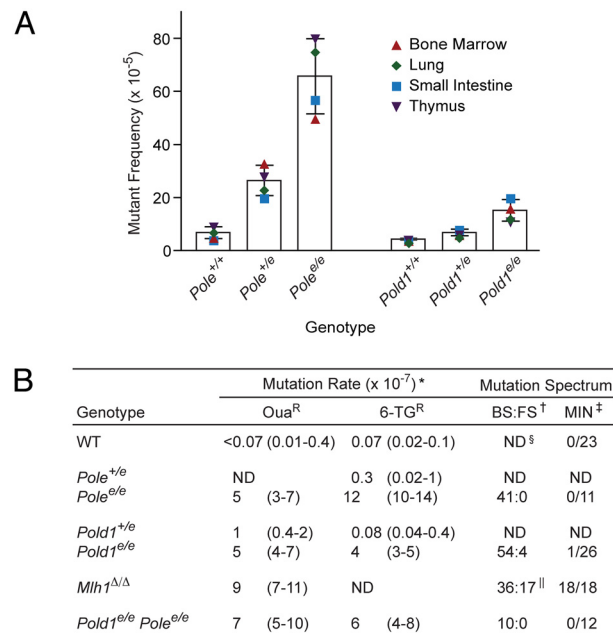 A
Mutant Frequency (x 10⁻⁵)
80
60
40
20
0
Bone Marrow
Lung
Small Intestine
Thymus
Pole⁺/⁺
Pole⁺/ᵉ
Poleᵉ/ᵉ
Pold1⁺/⁺
Pold1⁺/ᵉ
Pold1ᵉ/ᵉ
Genotype
B
Mutation Rate (x 10⁻⁷) * Mutation Spectrum
Genotype Ouaᴿ 6-TGᴿ BS:FS† MIN‡
WT <0.07 (0.01-0.4) 0.07 (0.02-0.1) ND§ 0/23
Pole⁺/ᵉ ND 0.3 (0.02-1) ND ND
Poleᵉ/ᵉ 5 (3-7) 12 (10-14) 41:0 0/11
Pold1⁺/ᵉ 1 (0.4-2) 0.08 (0.04-0.4) ND ND
Pold1ᵉ/ᵉ 5 (4-7) 4 (3-5) 54:4 1/26
Mlh1Δ/Δ 9 (7-11) ND 36:17|| 18/18
Pold1ᵉ/ᵉ Poleᵉ/ᵉ 7 (5-10) 6 (4-8) 10:0 0/12